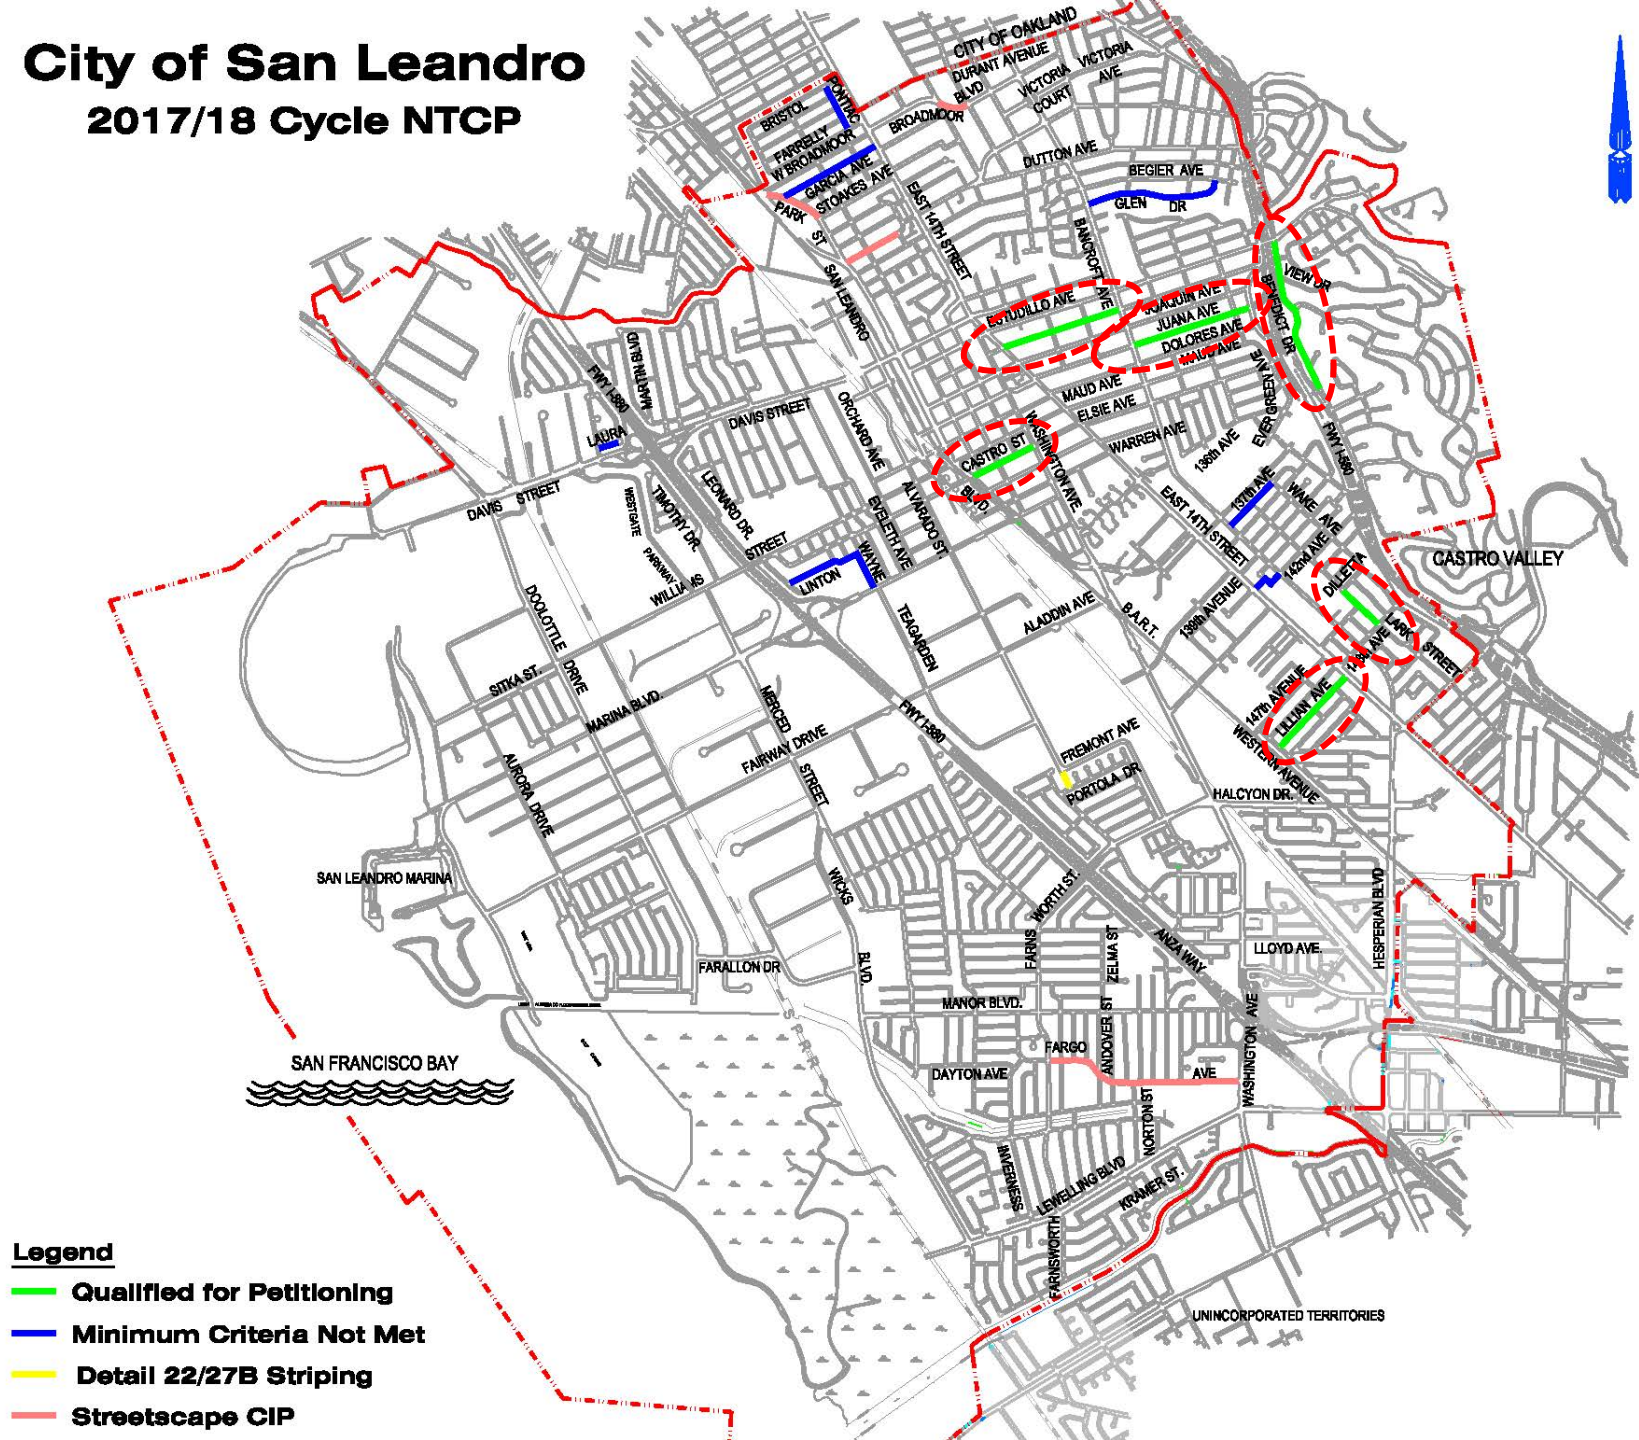 City of San Leandro
2017/18 Cycle NTCP
CITY OF OAKLAND
DURANT AVENUE
VICTORIA AVE
VICTORIA COURT
BLVD
BROADMOOR
PONTIAC
BRISTOL
FARRELLY
W BROADMOOR
GARCIA AVE
STOAKES AVE
PARK ST
DUTTON AVE
BEGIER AVE
GLEN DR
EAST 14TH STREET
BANCROFT AVE
SAN LEANDRO
VIEW DR
BENEDICT DR
ESTUDILLO AVE
JOAQUIN AVE
JUANA AVE
DOLORES AVE
MAUD AVE
MAUD AVE
ELSIE AVE
EVERGREEN AVE
WARREN AVE
136th AVE
137th AVE
WAKE AVE
142nd AVE
FWY I-580
FWY I-880
MARTIN BLVD
LAURA
DAVIS STREET
ORCHARD AVE
CASTRO ST
WASHINGTON AVE
BLVD.
ALVARADO ST.
EVELETH AVE
DAVIS STREET
WESTGATE
PARKWAY
TIMOTHY DR.
LEONARD DR.
WILLIAMS
STREET
LINTON
WAYNE
EAST 14TH STREET
139th AVENUE
DILLETTA
LARK
STREET
CASTRO VALLEY
DOOLOTTLE DRIVE
TEAGARDEN
ALADDIN AVE
B.A.R.T.
147th AVENUE
LILLIAN AVE
WESTERN AVENUE
SITKA ST.
MARINA BLVD.
MERCED STREET
FAIRWAY DRIVE
FWY I-880
FREMONT AVE
PORTOLA DR
HALCYON DR.
AURORA DRIVE
SAN LEANDRO MARINA
WICKS BLVD.
FARNSWORTH ST.
ZELMA ST
ANZA WAY
LLOYD AVE.
HESPERIAN BLVD
FARALLON DR
MANOR BLVD.
ANDOVER ST
WASHINGTON AVE
FARGO AVE
DAYTON AVE
NORTON ST
INVERNESS
LEWELLING BLVD
KRAMER ST.
FARNSWORTH
SAN FRANCISCO BAY
UNINCORPORATED TERRITORIES
Legend
Qualified for Petitioning
Minimum Criteria Not Met
Detail 22/27B Striping
Streetscape CIP